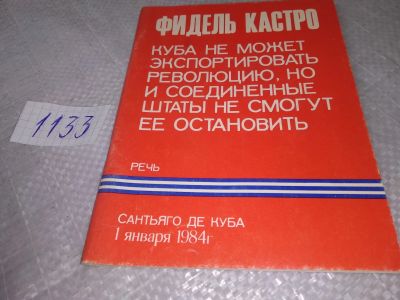 ФИДЕЛЬ КАСТРО
КУБА НЕ МОЖЕТ
ЭКСПОРТИРОВАТЬ
РЕВОЛЮЦИЮ, НО
И СОЕДИНЕННЫЕ
ШТАТЫ НЕ СМОГУТ
ЕЕ ОСТАНОВИТЬ
1133
РЕЧЬ
САНТЬЯГО ДЕ КУБА
1 января 1984г